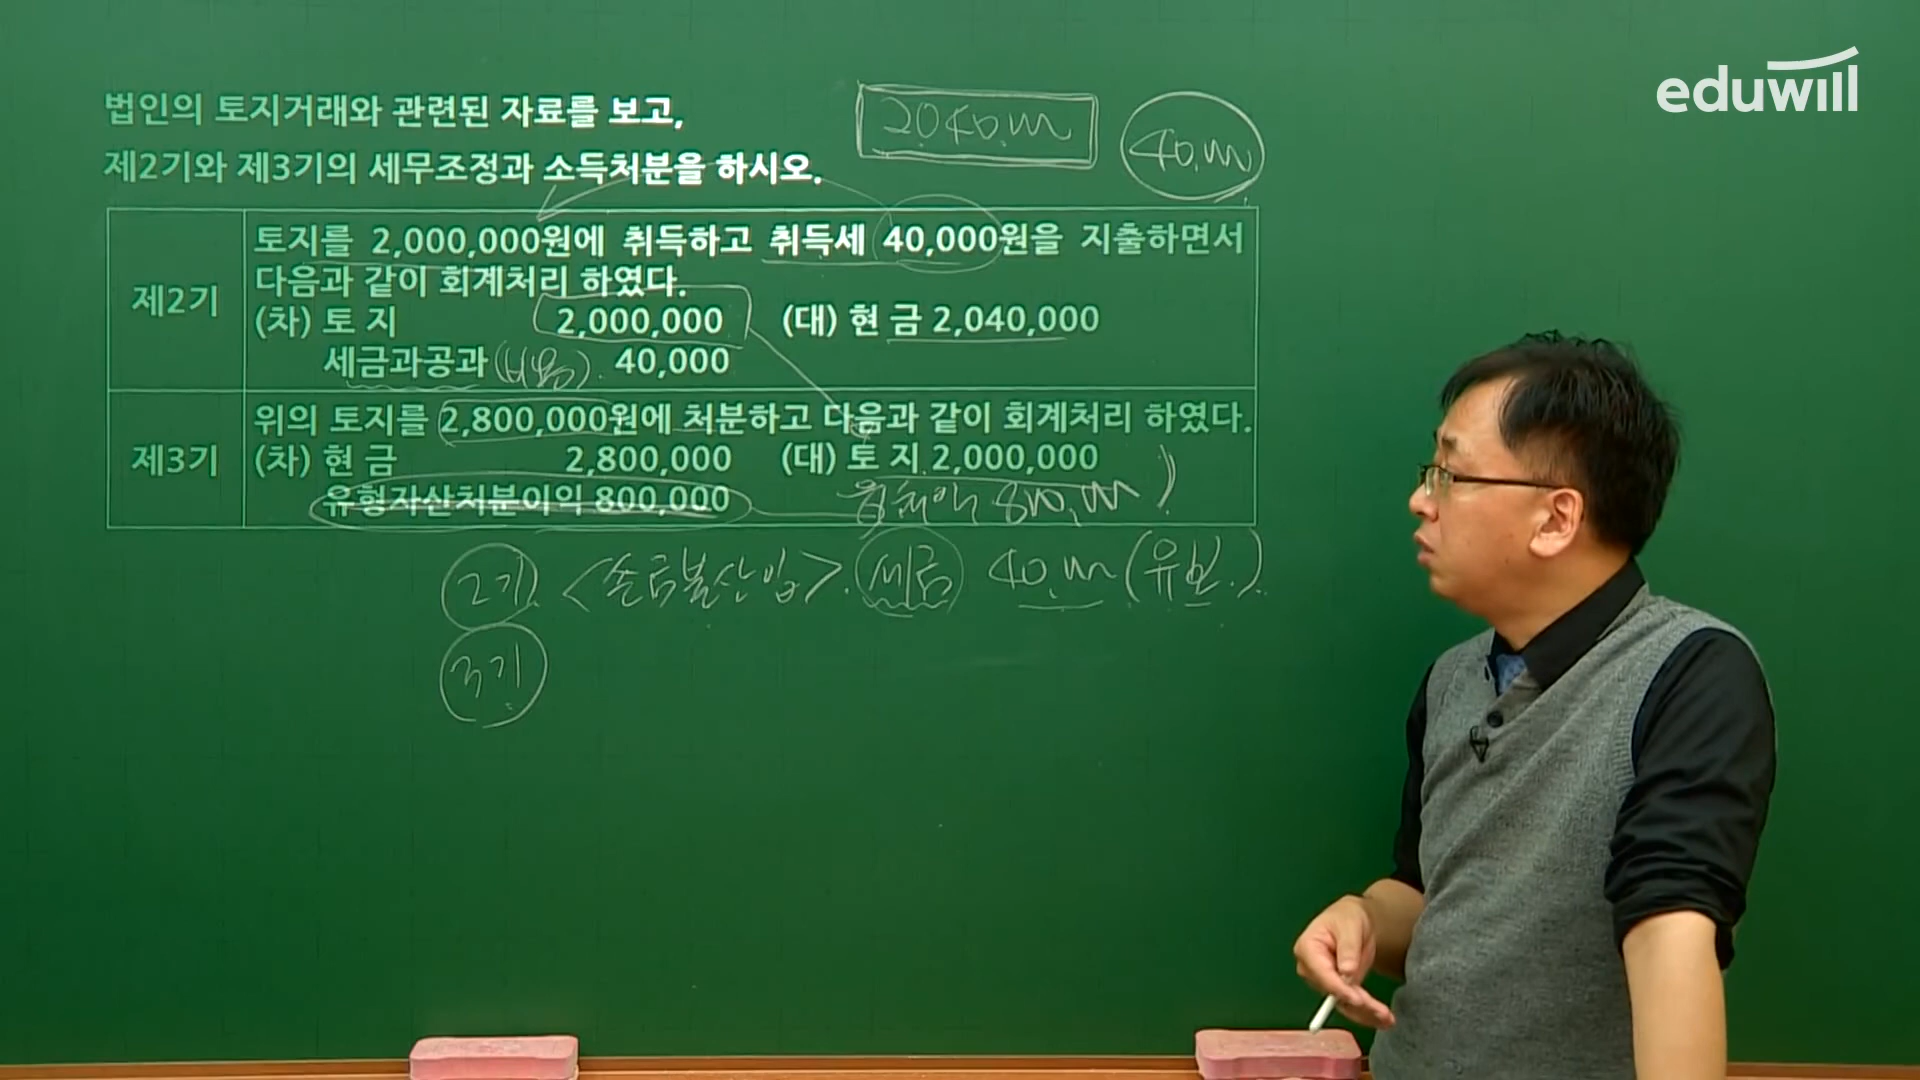 eduwill
법인의 토지거래와 관련된 자료를 보고,
2040,000
40,000
제2기와 제3기의 세무조정과 소득처분을 하시오.
제2기
토지를 2,000,000원에 취득하고 취득세 40,000원을 지출하면서
다음과 같이 회계처리 하였다.
(차) 토 지 2,000,000 (대) 현 금 2,040,000
세금과공과 (비용) 40,000
제3기
위의 토지를 2,800,000원에 처분하고 다음과 같이 회계처리 하였다.
(차) 현 금 2,800,000 (대) 토 지 2,000,000
유형자산처분이익 800,000 800,000
2기 <손금불산입> 세금 40,000 (유보)
3기